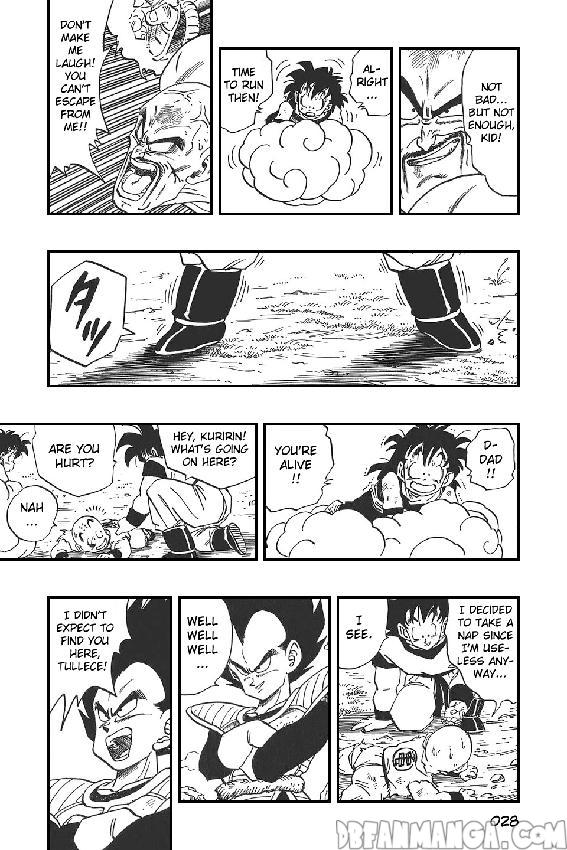 NOT
BAD...
BUT NOT
ENOUGH,
KID!
AL-
RIGHT
...
TIME
TO RUN
THEN!
DON'T
MAKE
ME
LAUGH!
YOU
CAN'T
ESCAPE
FROM
ME!!
タッ
D-
DAD
!!
YOU'RE
ALIVE
!!
HEY, KURIRIN!
WHAT'S GOING
ON HERE?
ARE YOU
HURT?
NAH
...
I DECIDED
TO TAKE A
NAP SINCE
I'M USE-
LESS ANY-
WAY...
I
SEE.
WELL
WELL
WELL
...
I DIDN'T
EXPECT TO
FIND YOU
HERE,
TULLECE!
028
DBFANMANGA.COM